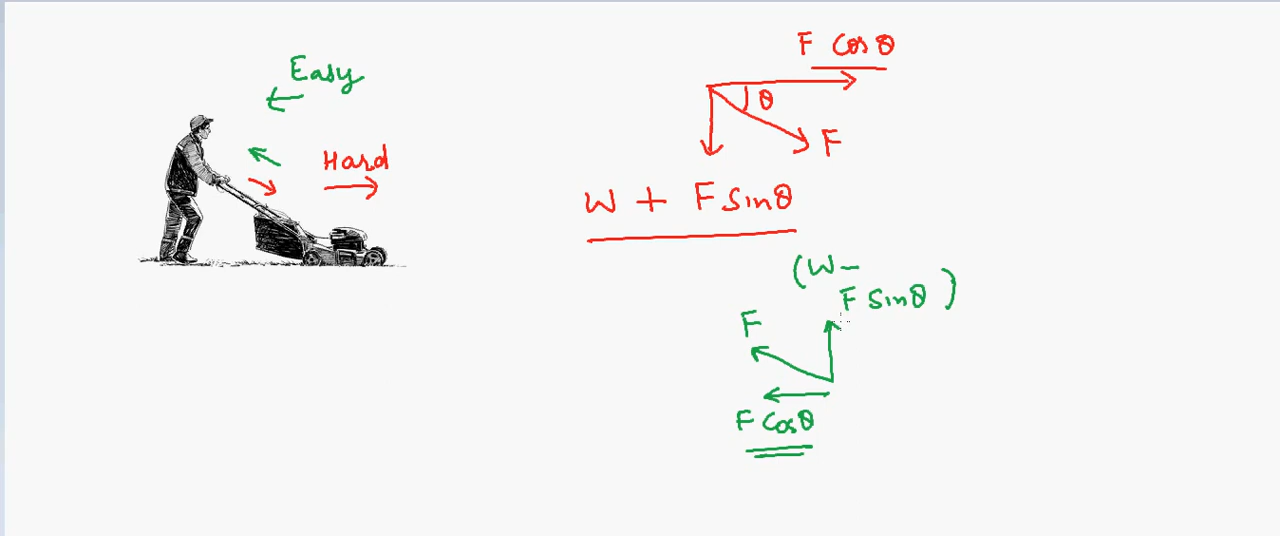 Easy
Hard
F Cosθ
θ
F
W + F Sinθ
(W -
F Sinθ )
F
F Cosθ